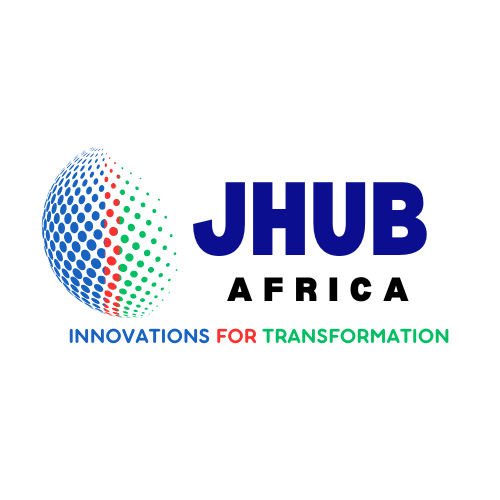 JHUB
AFRICA
INNOVATIONS FOR TRANSFORMATION